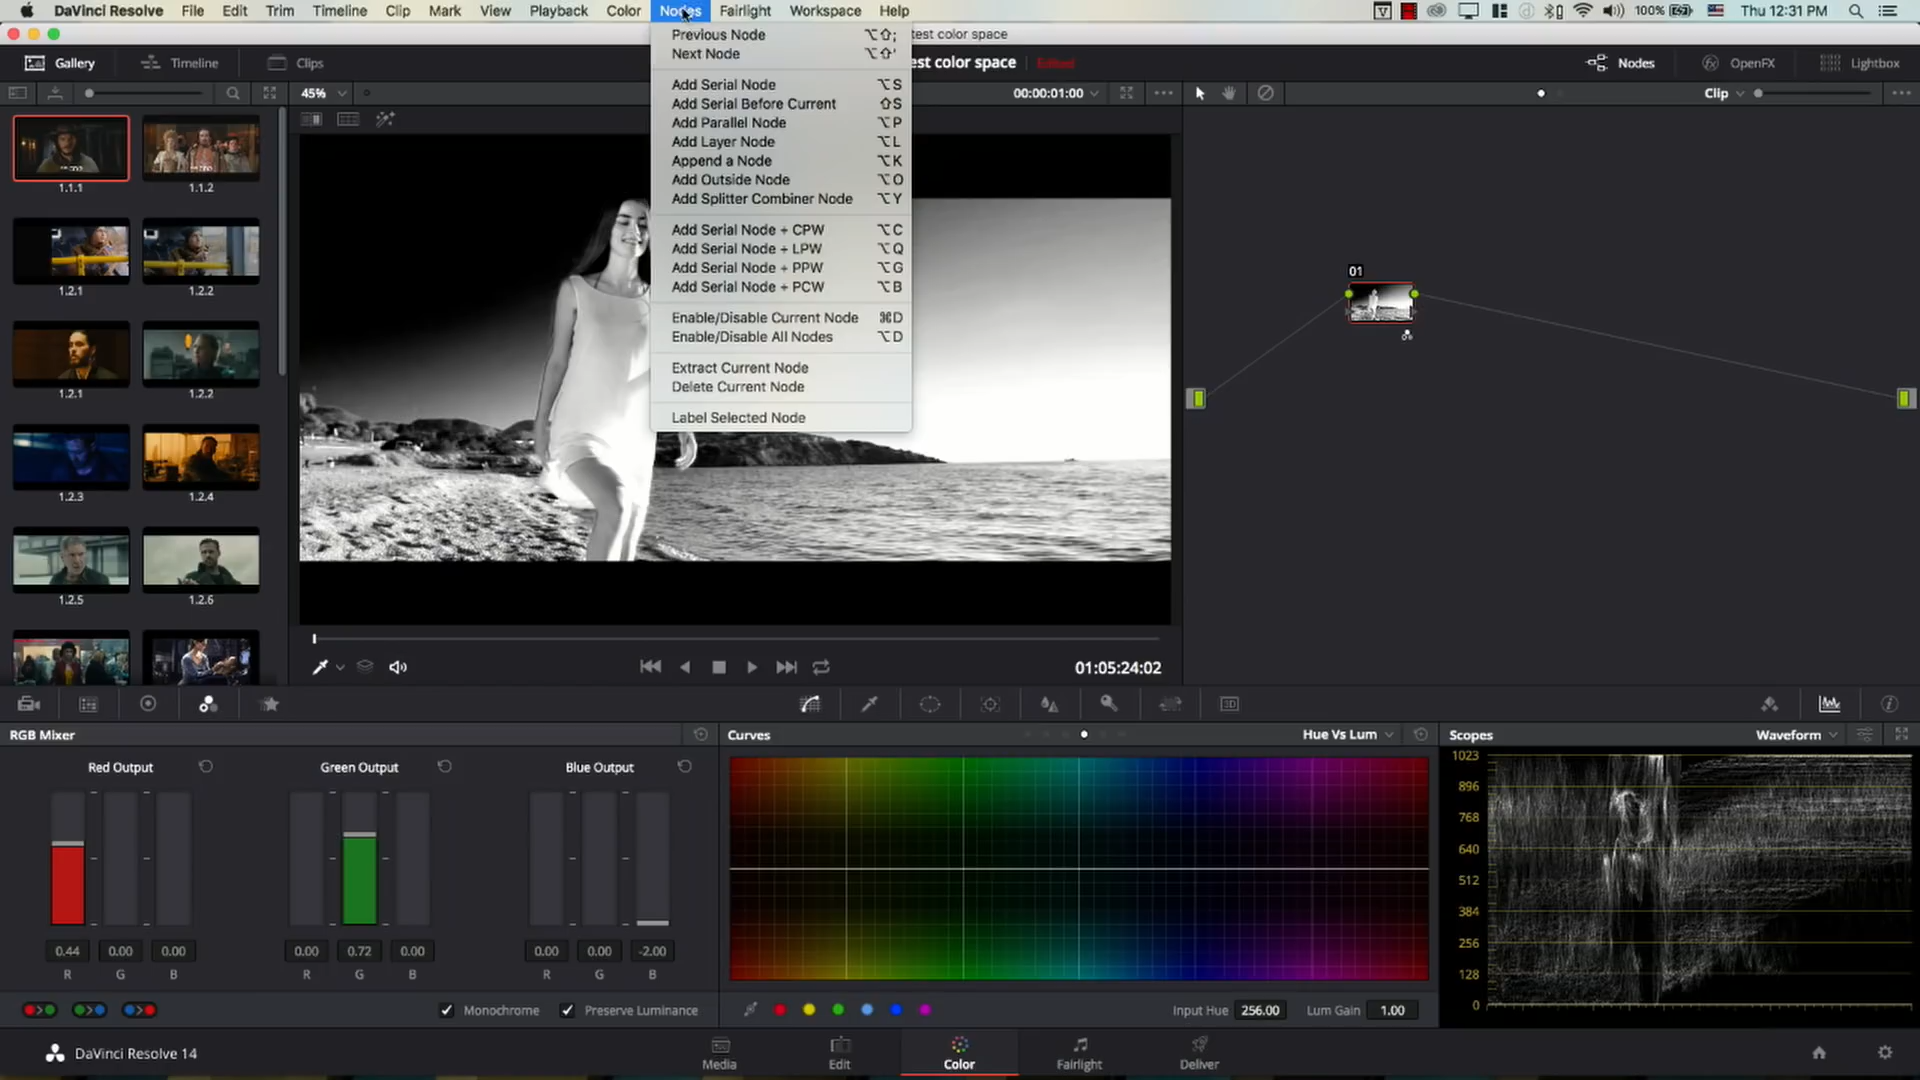 DaVinci Resolve File Edit Trim Timeline Clip Mark View Playback Color Nodes Fairlight Workspace Help 100% Thu 12:31 PM
test color space
Gallery Timeline Clips test color space Edited Nodes OpenFX Lightbox
45% 00:00:01:00 Clip
Previous Node ⌥⇧;
Next Node ⌥⇧'
Add Serial Node ⌥S
Add Serial Before Current ⇧S
Add Parallel Node ⌥P
Add Layer Node ⌥L
Append a Node ⌥K
Add Outside Node ⌥O
Add Splitter Combiner Node ⌥Y
Add Serial Node + CPW ⌥C
Add Serial Node + LPW ⌥Q
Add Serial Node + PPW ⌥G
Add Serial Node + PCW ⌥B
Enable/Disable Current Node ⌘D
Enable/Disable All Nodes ⌥D
Extract Current Node
Delete Current Node
Label Selected Node
1.1.1 1.1.2
1.2.1 1.2.2
1.2.1 1.2.2
1.2.3 1.2.4
1.2.5 1.2.6
01
01:05:24:02
RGB Mixer
Red Output Green Output Blue Output
0.44 0.00 0.00 0.00 0.72 0.00 0.00 0.00 -2.00
R G B R G B R G B
Monochrome Preserve Luminance
Curves Hue Vs Lum
Input Hue 256.00 Lum Gain 1.00
Scopes Waveform
1023
896
768
640
512
384
256
128
0
DaVinci Resolve 14
Media Edit Color Fairlight Deliver